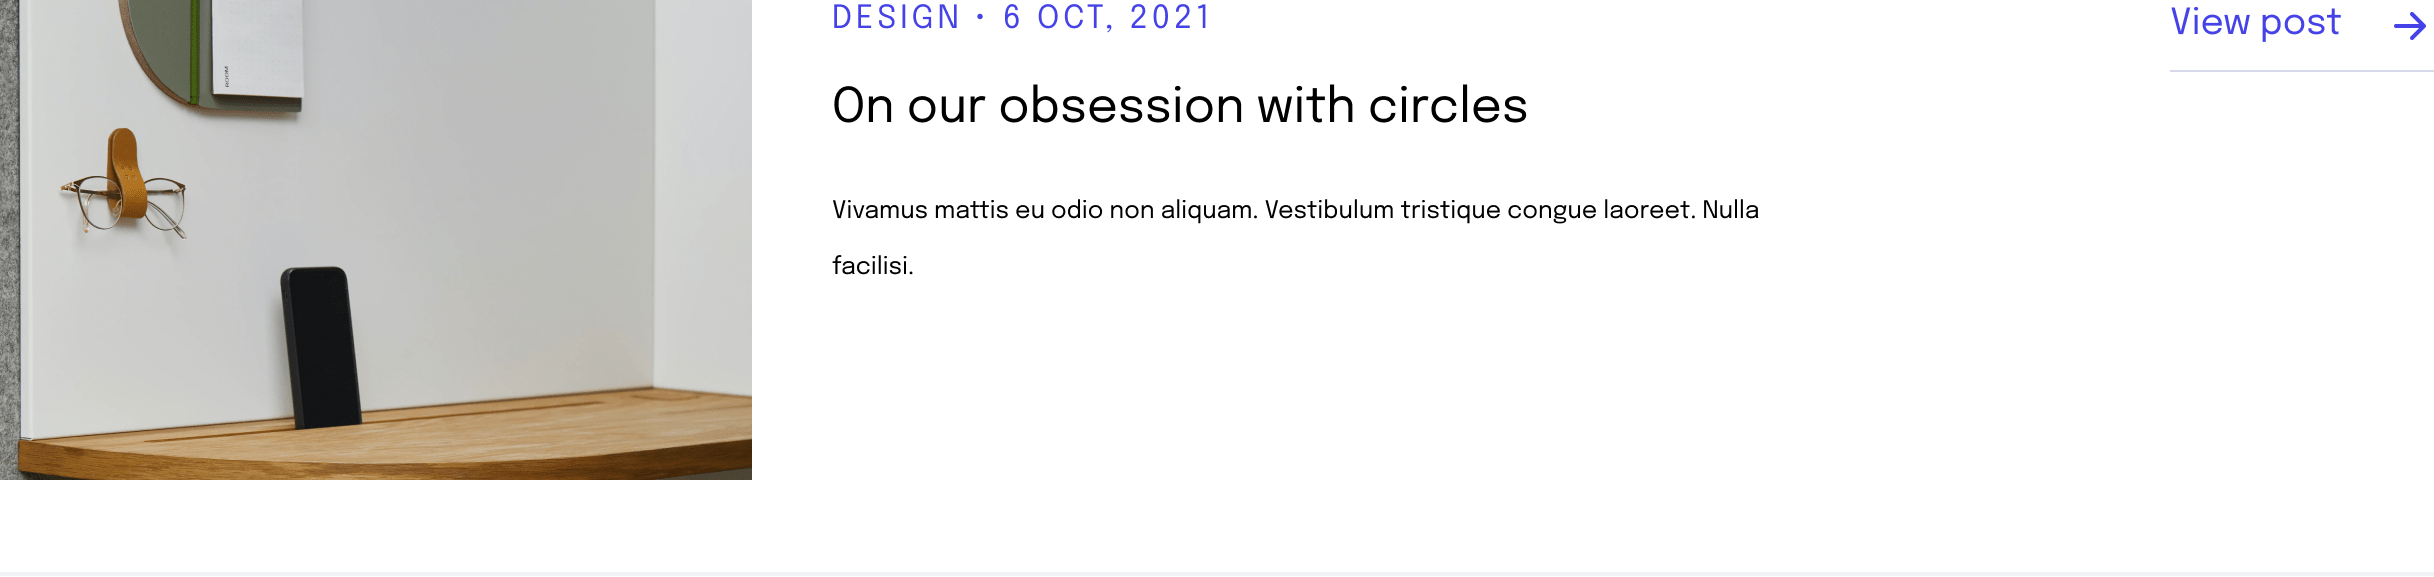 DESIGN · 6 OCT, 2021
View post
On our obsession with circles
Vivamus mattis eu odio non aliquam. Vestibulum tristique congue laoreet. Nulla
facilisi.
ROOM